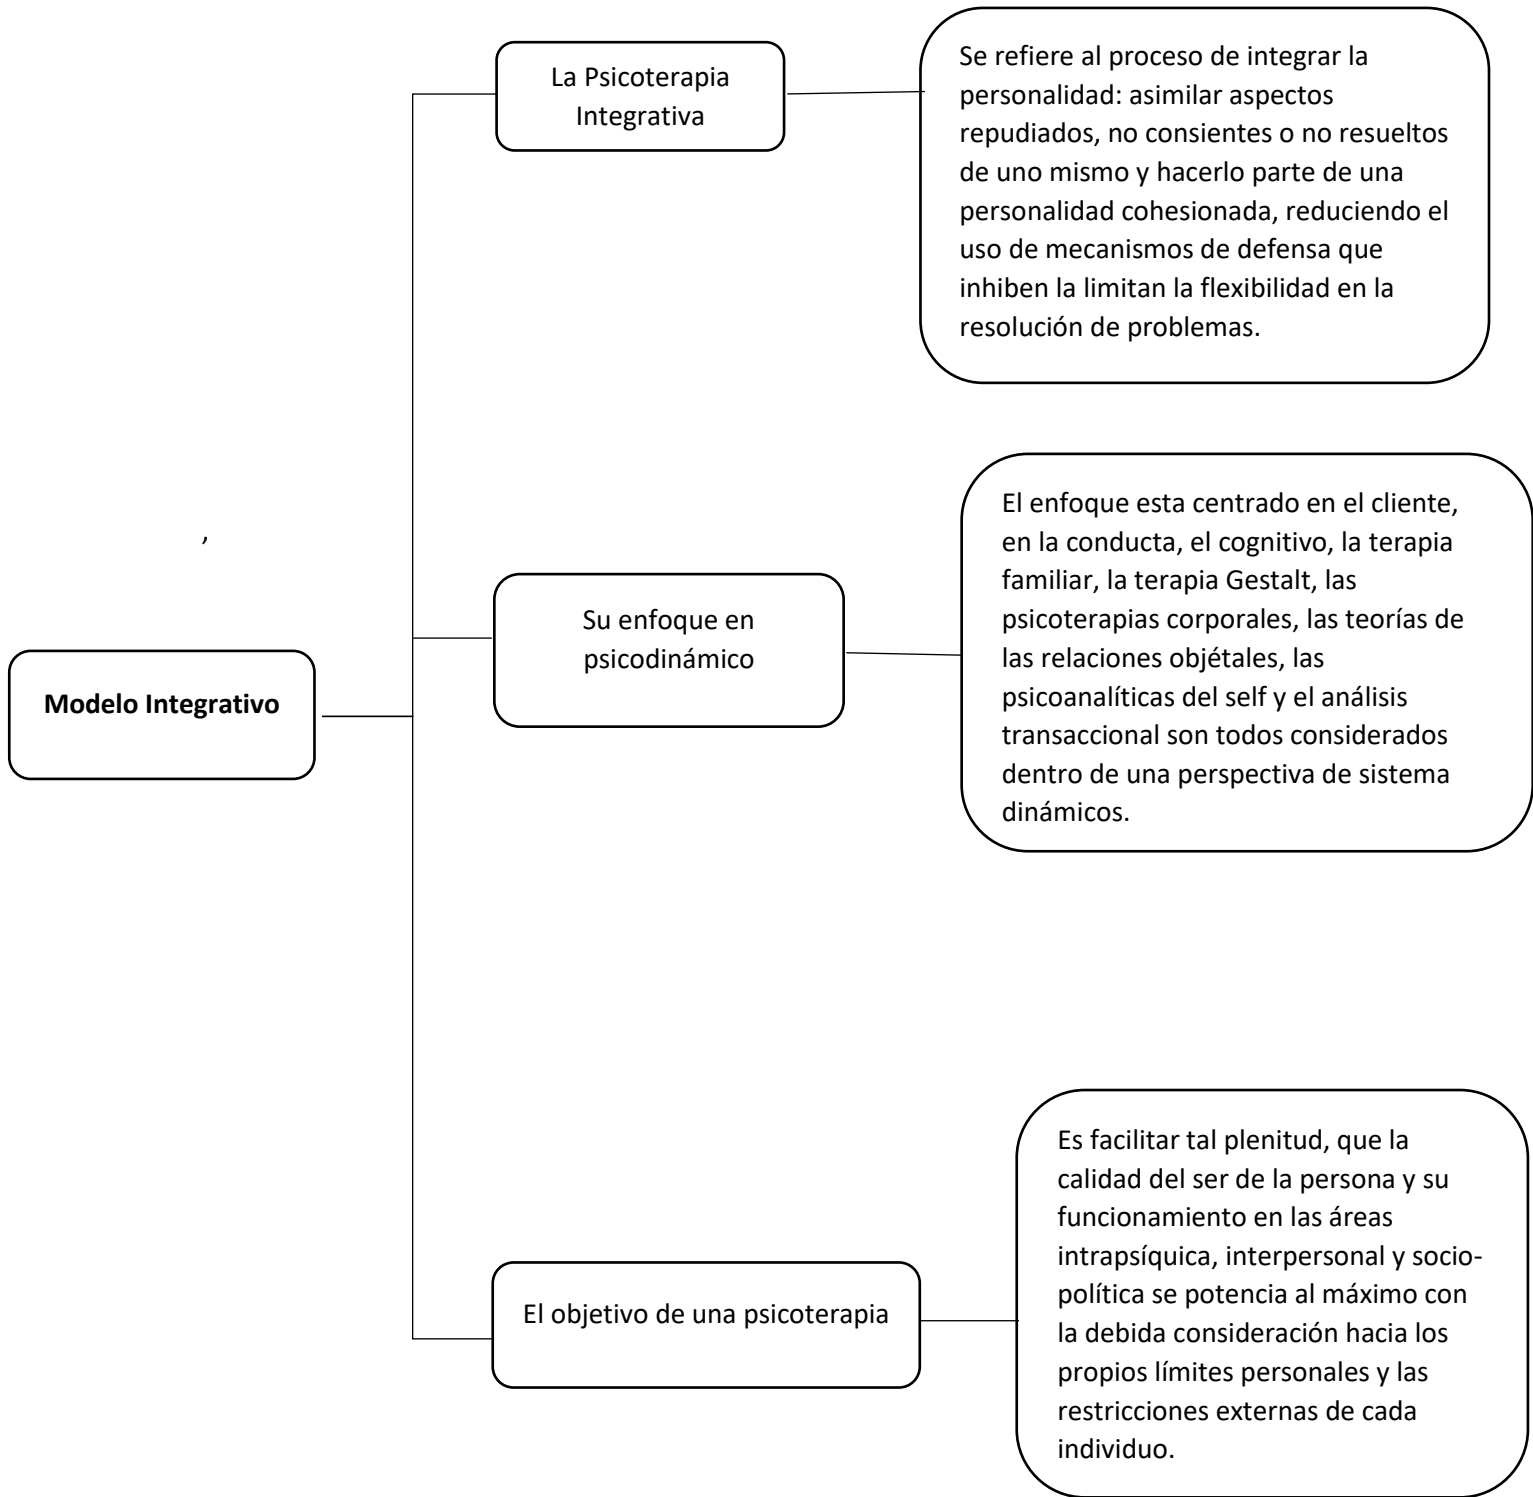 La Psicoterapia
Integrativa
Se refiere al proceso de integrar la
personalidad: asimilar aspectos
repudiados, no consientes o no resueltos
de uno mismo y hacerlo parte de una
personalidad cohesionada, reduciendo el
uso de mecanismos de defensa que
inhiben la limitan la flexibilidad en la
resolución de problemas.
,
Modelo Integrativo
Su enfoque en
psicodinámico
El enfoque esta centrado en el cliente,
en la conducta, el cognitivo, la terapia
familiar, la terapia Gestalt, las
psicoterapias corporales, las teorías de
las relaciones objétales, las
psicoanalíticas del self y el análisis
transaccional son todos considerados
dentro de una perspectiva de sistema
dinámicos.
El objetivo de una psicoterapia
Es facilitar tal plenitud, que la
calidad del ser de la persona y su
funcionamiento en las áreas
intrapsíquica, interpersonal y socio-
política se potencia al máximo con
la debida consideración hacia los
propios límites personales y las
restricciones externas de cada
individuo.